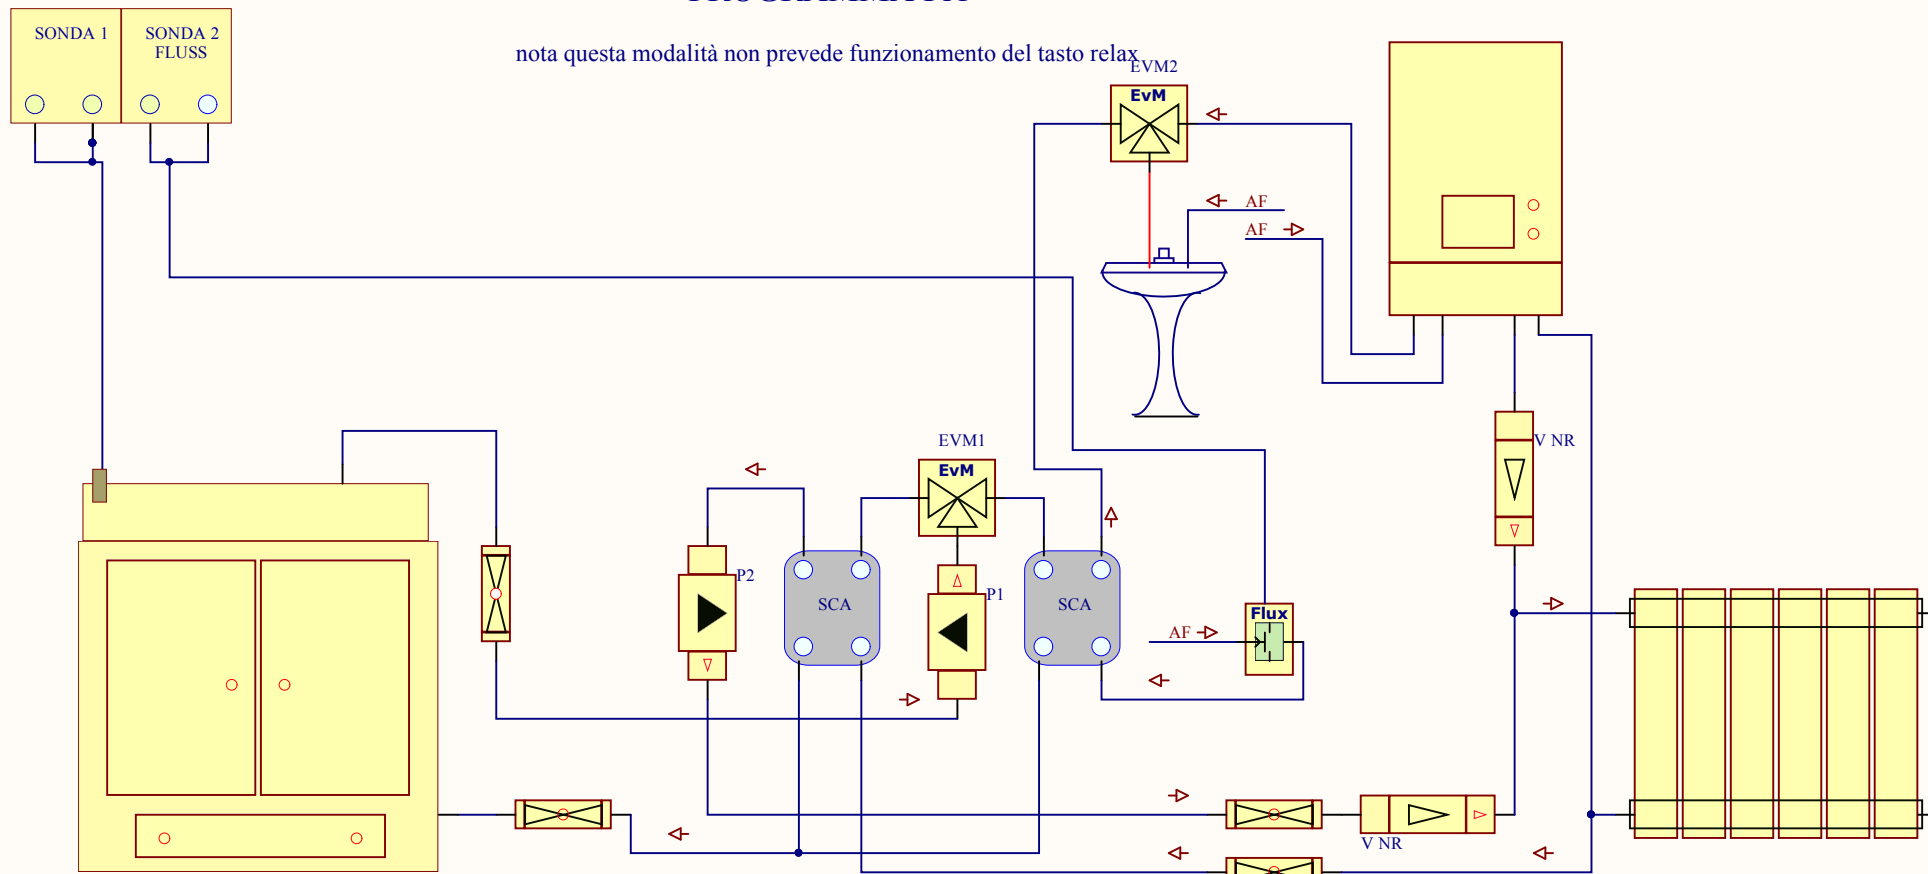 nota questa modalità non prevede funzionamento del tasto relax
SONDA 1
SONDA 2
FLUSS
EVM2
EvM
AF
AF
V NR
EVM1
EvM
P2
SCA
P1
SCA
Flux
AF
V NR